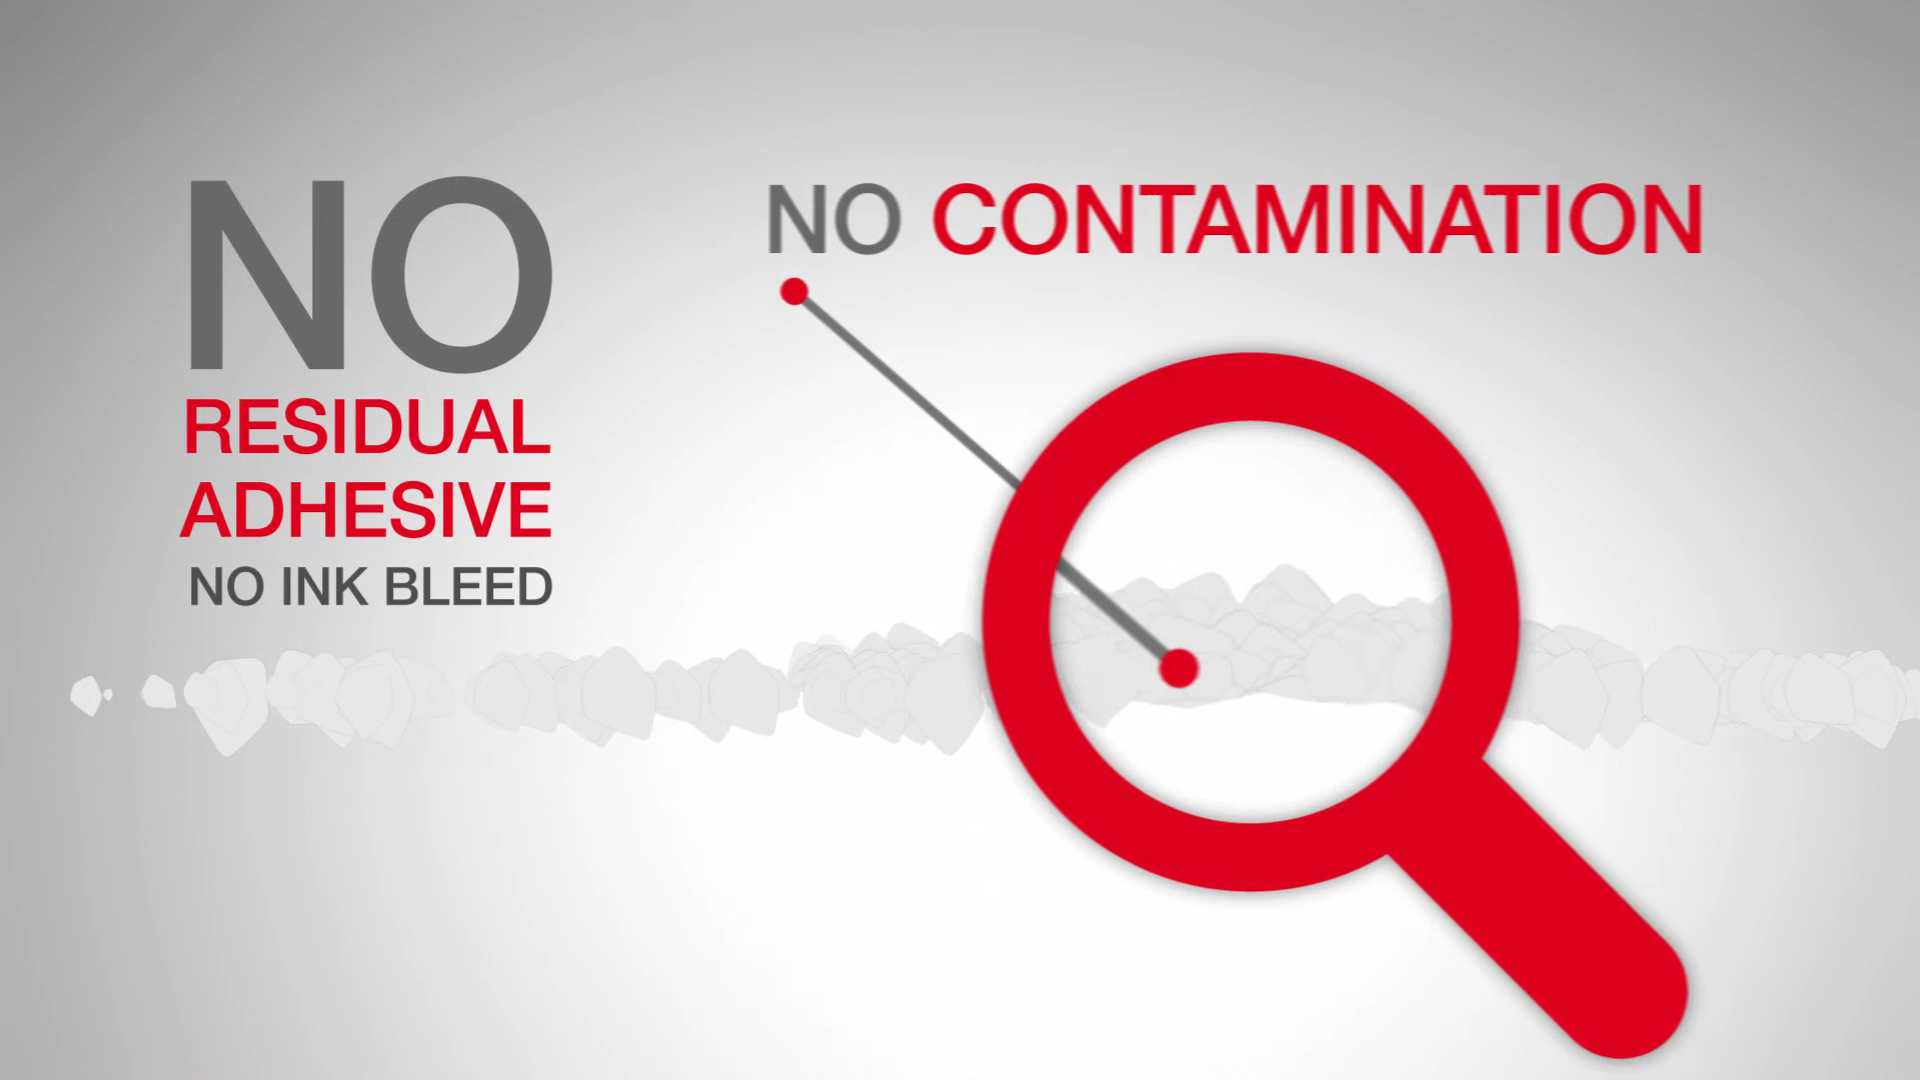 NO
RESIDUAL
ADHESIVE
NO INK BLEED
NO CONTAMINATION